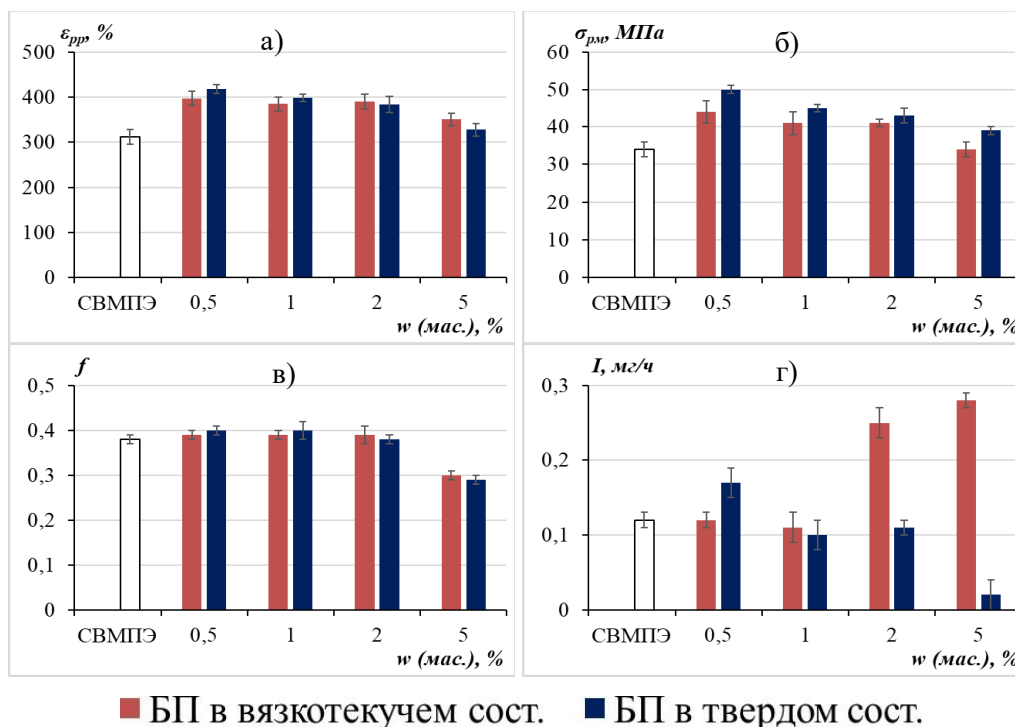 ε_рр, %
а)
500
400
300
200
100
0
СВМПЭ 0,5 1 2 5
w (мас.), %
σ_рм, МПа
б)
60
50
40
30
20
10
0
СВМПЭ 0,5 1 2 5
w (мас.), %
f
в)
0,5
0,4
0,3
0,2
0,1
0
СВМПЭ 0,5 1 2 5
w (мас.), %
I, мг/ч
г)
0,3
0,2
0,1
0
СВМПЭ 0,5 1 2 5
w (мас.), %
БП в вязкотекучем сост. БП в твердом сост.